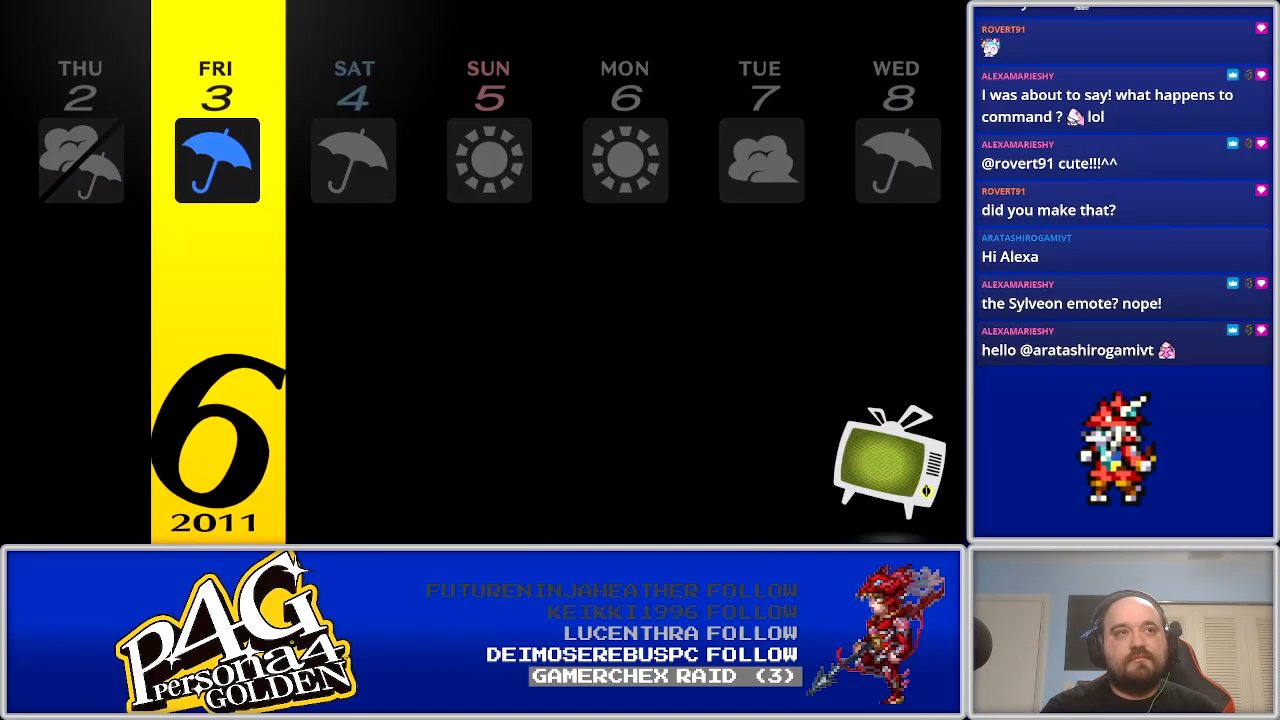 THU
2
FRI
3
SAT
4
SUN
5
MON
6
TUE
7
WED
8
6
2011
ROVERT91
ALEXAMARIESHY
I was about to say! what happens to
command ? lol
ALEXAMARIESHY
@rovert91 cute!!!^^
ROVERT91
did you make that?
ARATASHIROGAMIVT
Hi Alexa
ALEXAMARIESHY
the Sylveon emote? nope!
ALEXAMARIESHY
hello @aratashirogamivt
P4G
Persona4
GOLDEN
FUTURENINJAHEATHER FOLLOW
KEIKKI1996 FOLLOW
LUCENTHRA FOLLOW
DEIMOSEREBUSPC FOLLOW
GAMERCHEX RAID (3)